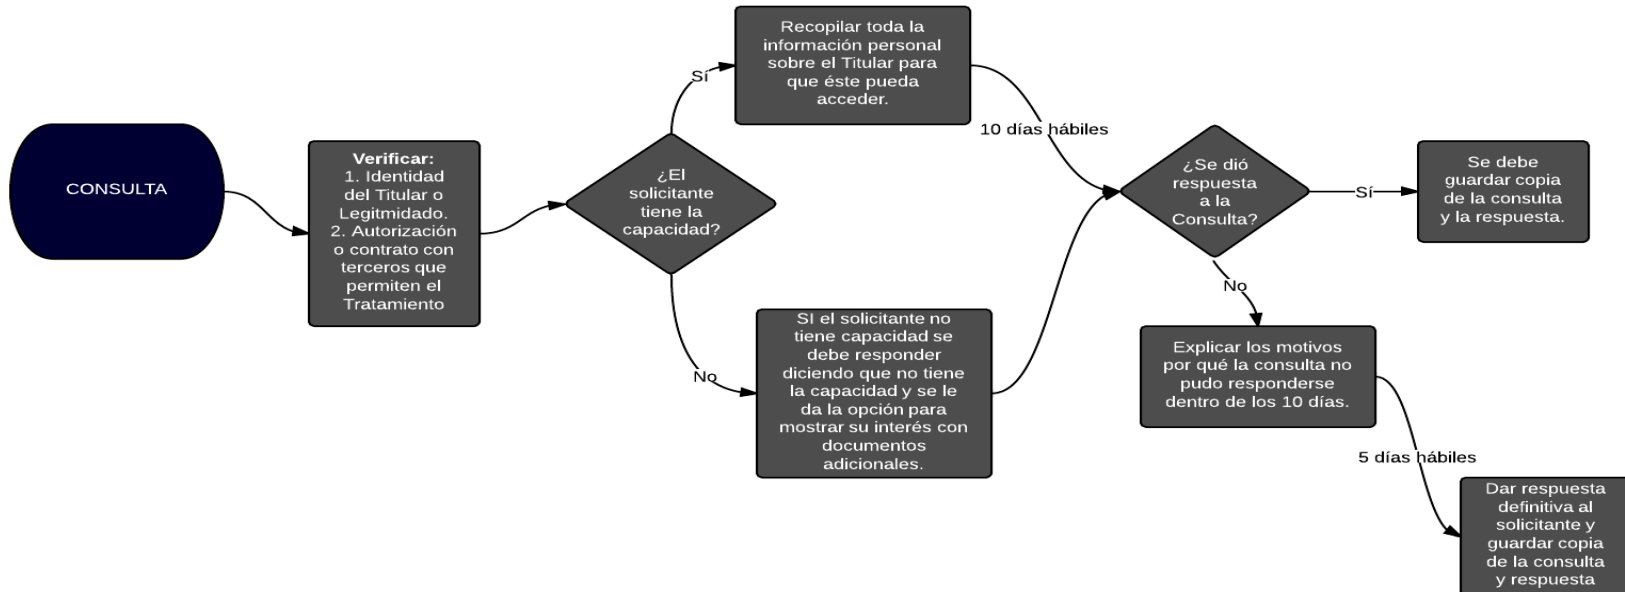 CONSULTA
Verificar:
1. Identidad
del Titular o
Legitmidado.
2. Autorización
o contrato con
terceros que
permiten el
Tratamiento
¿El
solicitante
tiene la
capacidad?
Sí
Recopilar toda la
información personal
sobre el Titular para
que éste pueda
acceder.
No
SI el solicitante no
tiene capacidad se
debe responder
diciendo que no tiene
la capacidad y se le
da la opción para
mostrar su interés con
documentos
adicionales.
10 días hábiles
¿Se dió
respuesta
a la
Consulta?
Sí
Se debe
guardar copia
de la consulta
y la respuesta.
No
Explicar los motivos
por qué la consulta no
pudo responderse
dentro de los 10 días.
5 días hábiles
Dar respuesta
definitiva al
solicitante y
guardar copia
de la consulta
y respuesta